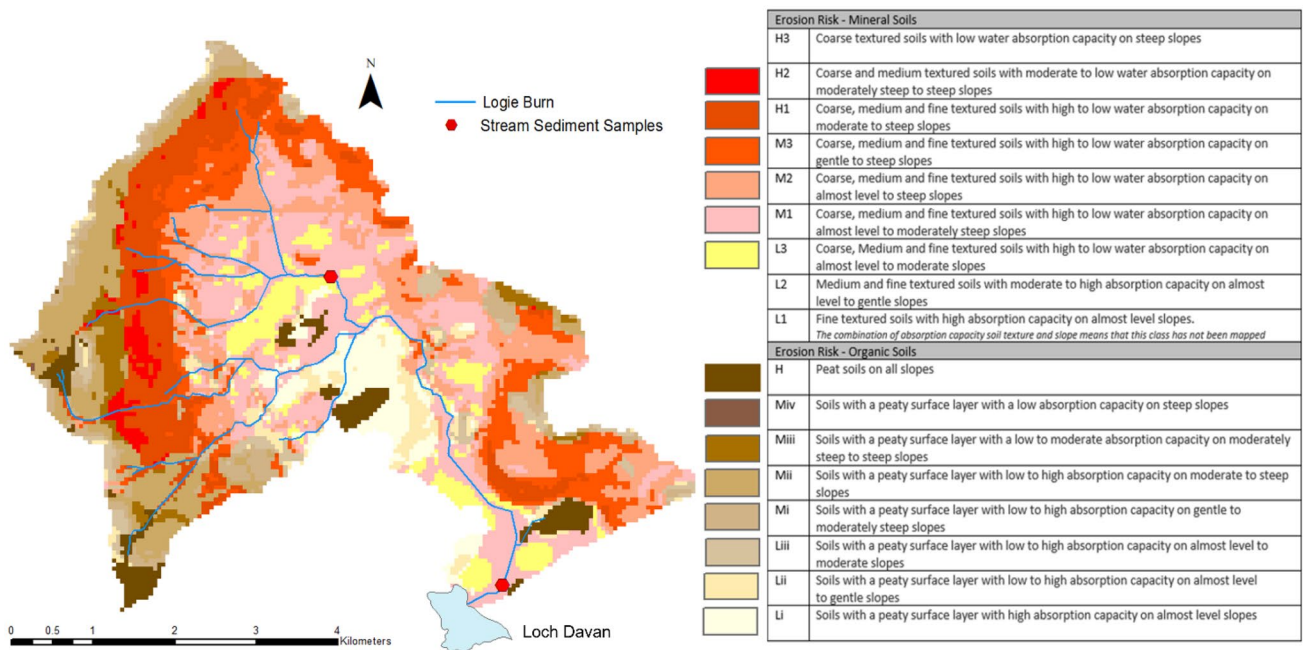 N
Logie Burn
Stream Sediment Samples
Loch Davan
0 0.5 1 2 3 4
Kilometers
Erosion Risk - Mineral Soils
H3 Coarse textured soils with low water absorption capacity on steep slopes
H2 Coarse and medium textured soils with moderate to low water absorption capacity on
moderately steep to steep slopes
H1 Coarse, medium and fine textured soils with high to low water absorption capacity on
moderate to steep slopes
M3 Coarse, medium and fine textured soils with high to low water absorption capacity on
gentle to steep slopes
M2 Coarse, medium and fine textured soils with high to low water absorption capacity on
almost level to steep slopes
M1 Coarse, medium and fine textured soils with high to low water absorption capacity on
almost level to moderately steep slopes
L3 Coarse, Medium and fine textured soils with high to low water absorption capacity on
almost level to moderate slopes
L2 Medium and fine textured soils with moderate to high absorption capacity on almost
level to gentle slopes
L1 Fine textured soils with high absorption capacity on almost level slopes.
The combination of absorption capacity soil texture and slope means that this class has not been mapped
Erosion Risk - Organic Soils
H Peat soils on all slopes
Miv Soils with a peaty surface layer with a low absorption capacity on steep slopes
Miii Soils with a peaty surface layer with a low to moderate absorption capacity on moderately
steep to steep slopes
Mii Soils with a peaty surface layer with low to high absorption capacity on moderate to steep
slopes
Mi Soils with a peaty surface layer with low to high absorption capacity on gentle to
moderately steep slopes
Liii Soils with a peaty surface layer with low to high absorption capacity on almost level to
moderate slopes
Lii Soils with a peaty surface layer with low to high absorption capacity on almost level
to gentle slopes
Li Soils with a peaty surface layer with high absorption capacity on almost level slopes